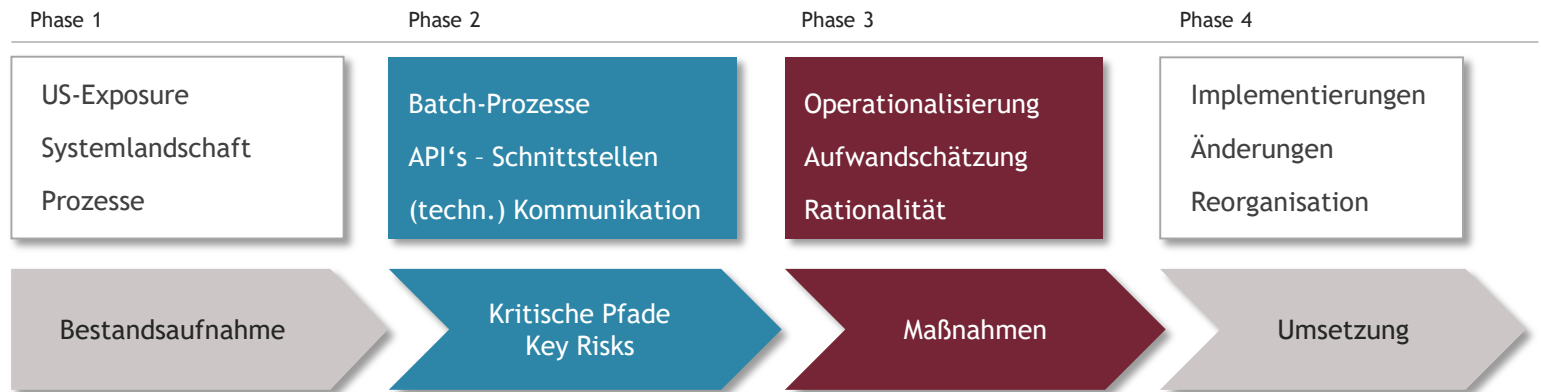 Phase 1
Phase 2
Phase 3
Phase 4
US-Exposure
Systemlandschaft
Prozesse
Batch-Prozesse
API‘s – Schnittstellen
(techn.) Kommunikation
Operationalisierung
Aufwandschätzung
Rationalität
Implementierungen
Änderungen
Reorganisation
Bestandsaufnahme
Kritische Pfade
Key Risks
Maßnahmen
Umsetzung